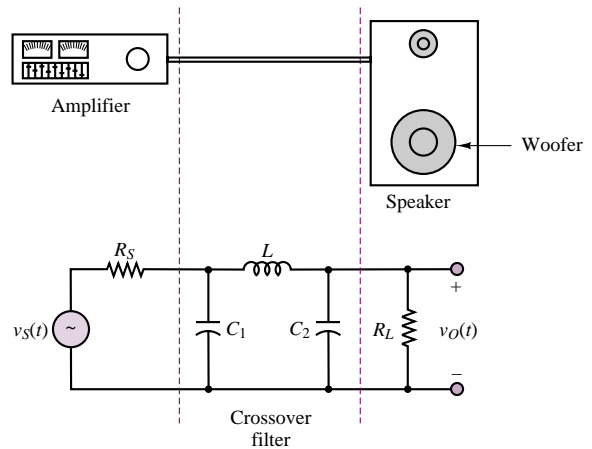 Amplifier
Woofer
Speaker
R_S
L
v_S(t)
~
C_1
C_2
R_L
+
v_O(t)
−
Crossover
filter